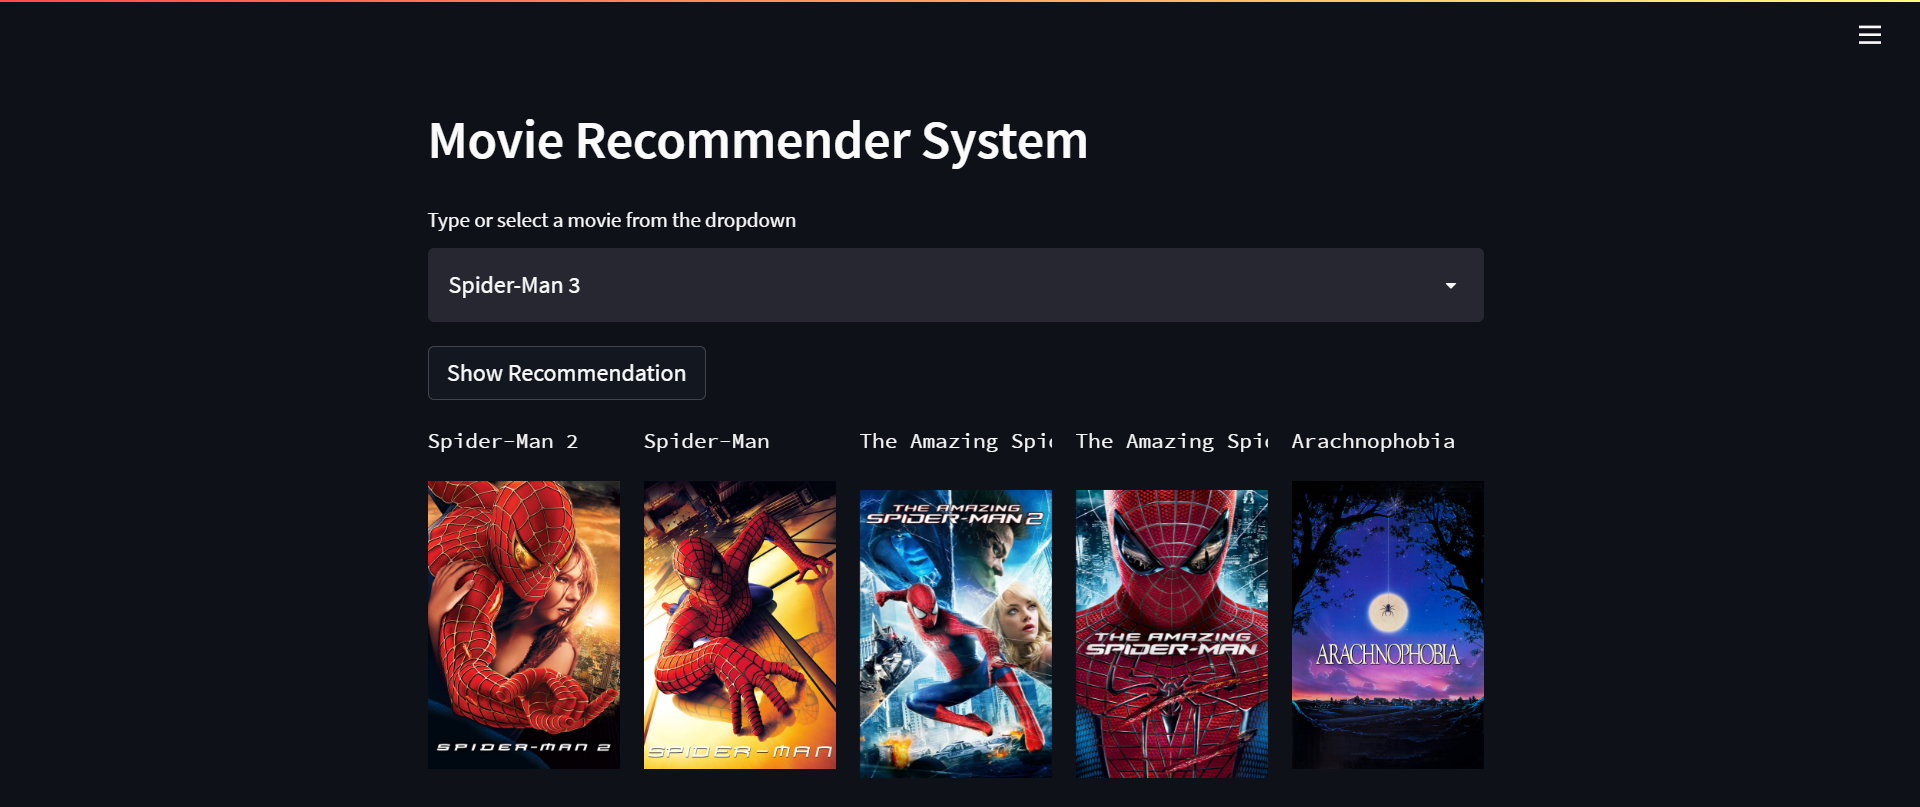 Movie Recommender System
Type or select a movie from the dropdown
Spider-Man 3
Show Recommendation
Spider-Man 2
Spider-Man
The Amazing Spi
The Amazing Spi
Arachnophobia
SPIDER-MAN 2
SPIDER-MAN
THE AMAZING
SPIDER-MAN 2
THE AMAZING
SPIDER-MAN
ARACHNOPHOBIA